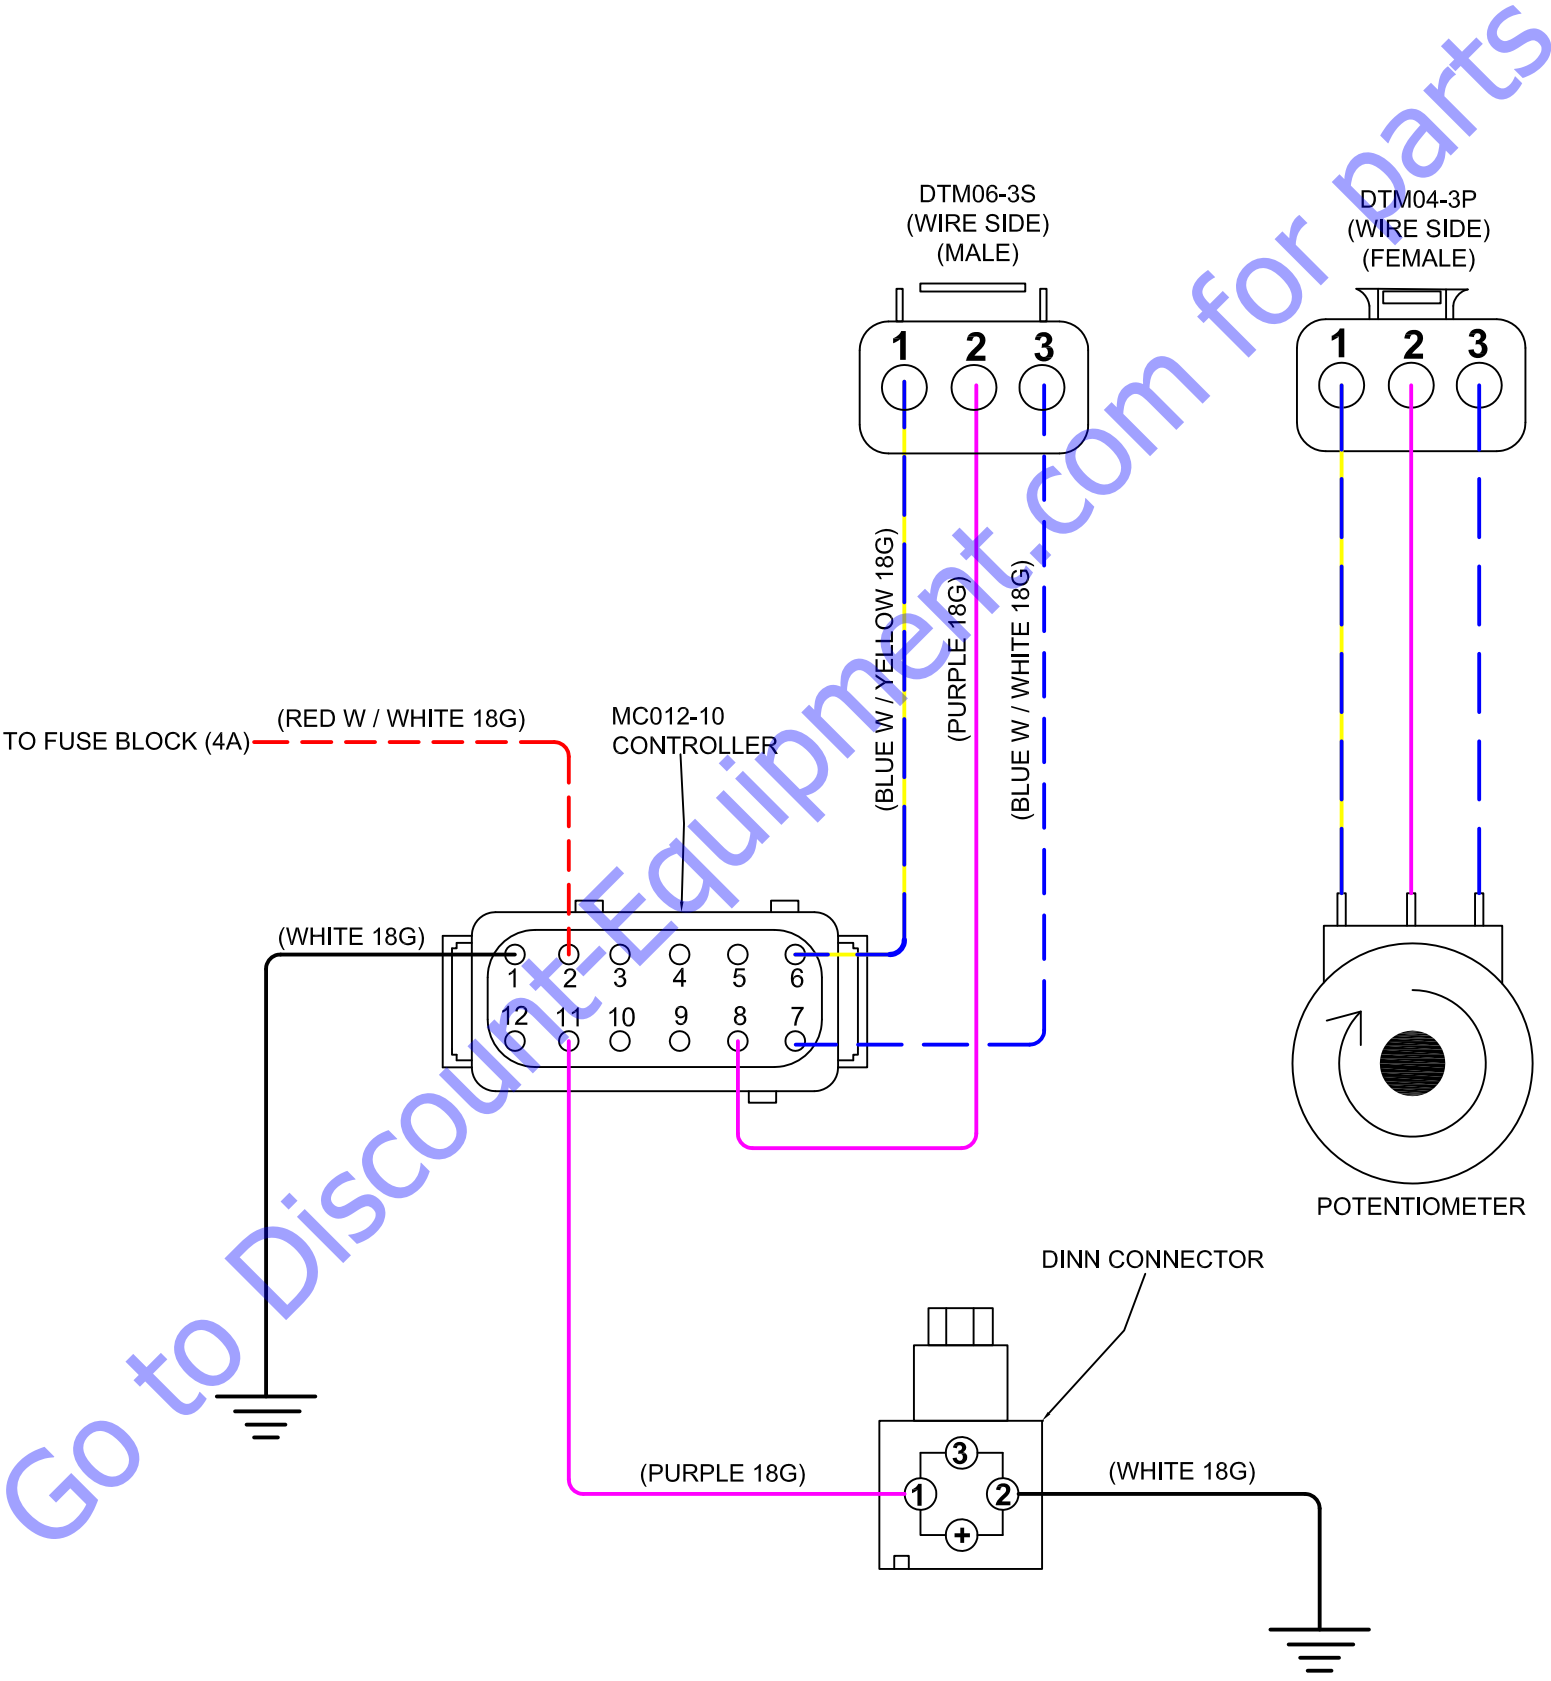 DTM06-3S
(WIRE SIDE)
(MALE)
DTM04-3P
(WIRE SIDE)
(FEMALE)
1 2 3
1 2 3
(BLUE W / YELLOW 18G)
(PURPLE 18G)
(BLUE W / WHITE 18G)
(RED W / WHITE 18G)
TO FUSE BLOCK (4A)
MC012-10
CONTROLLER
(WHITE 18G)
1 2 3 4 5 6
12 11 10 9 8 7
POTENTIOMETER
DINN CONNECTOR
3
1 2
+
(PURPLE 18G)
(WHITE 18G)
Go to Discount-Equipment.com for parts